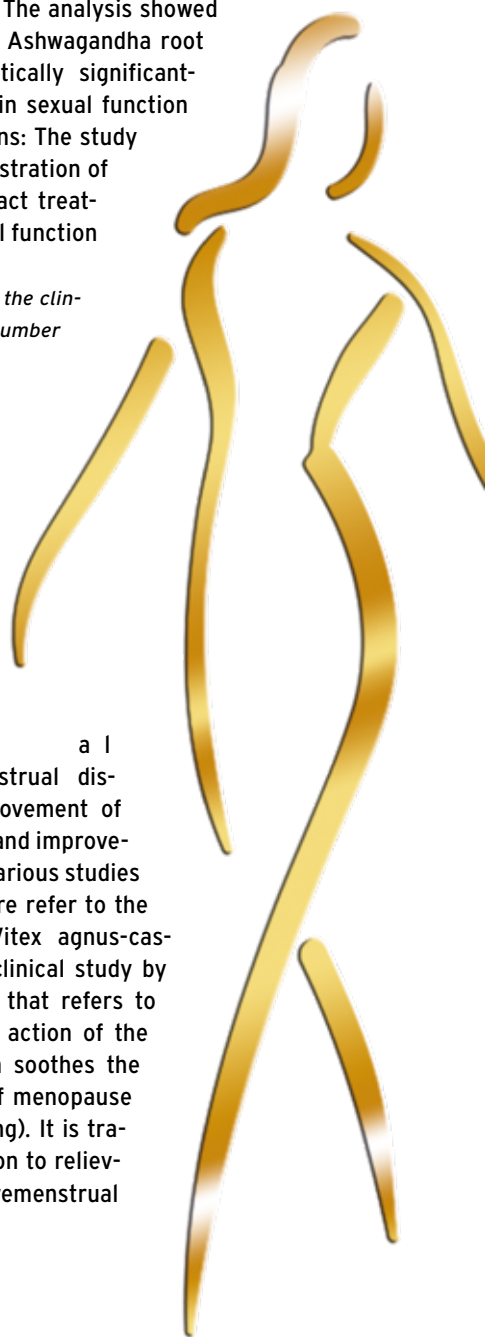 The analysis showed
Ashwagandha root
tically significant-
in sexual function
ns: The study
stration of
act treat-
l function
the clin-
umber
a l
strual dis-
ovement of
and improve-
arious studies
re refer to the
Vitex agnus-cas-
clinical study by
that refers to
action of the
n soothes the
f menopause
ng). It is tra-
on to reliev-
remenstrual